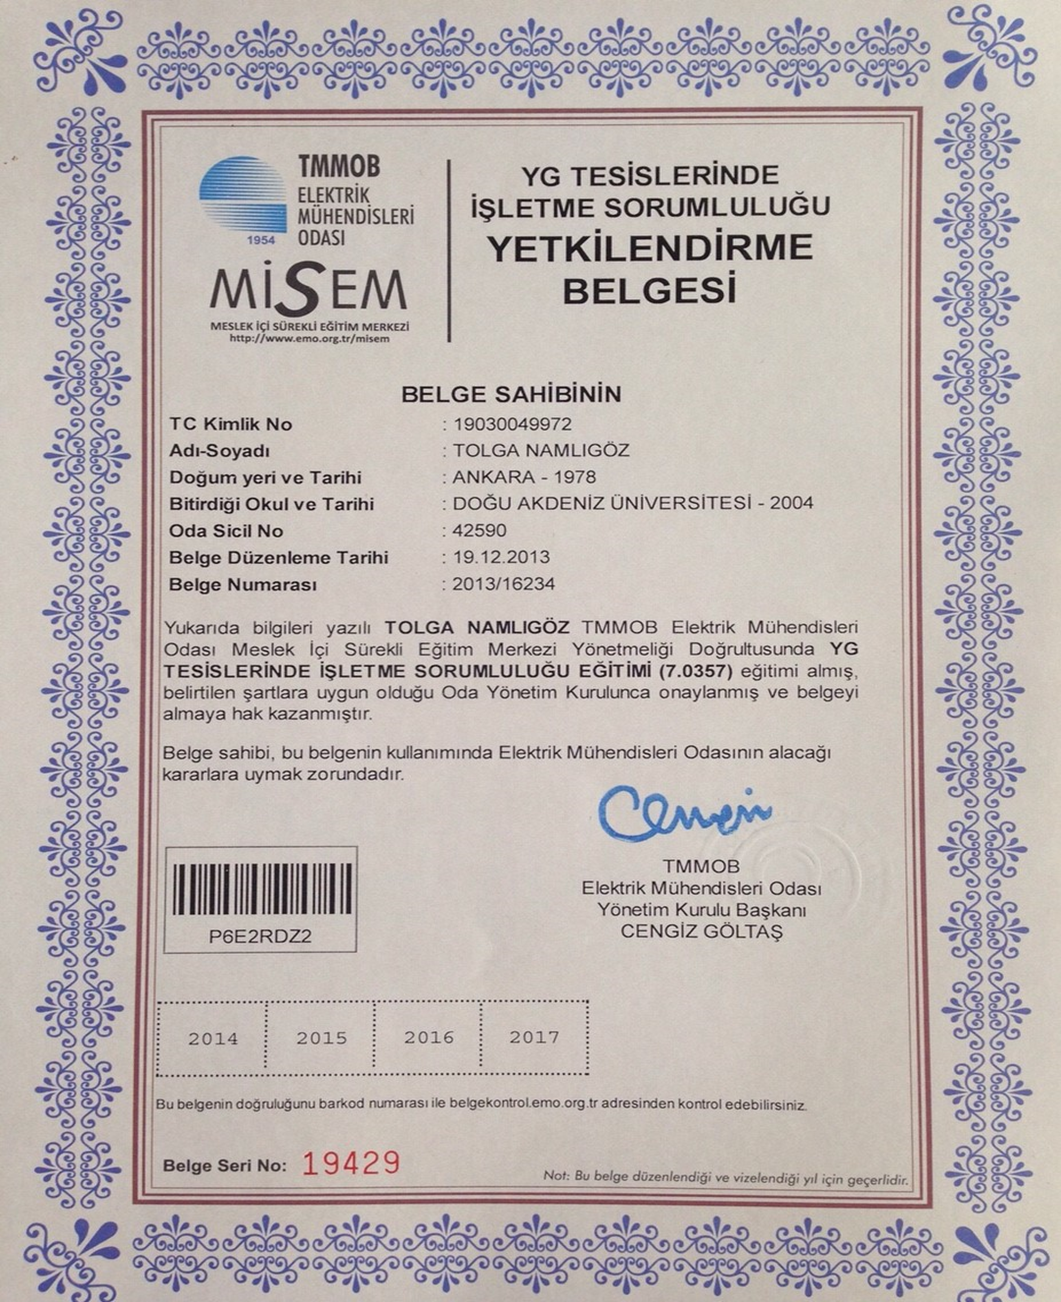 TMMOB
ELEKTRİK
MÜHENDİSLERİ
ODASI
1954
MİSEM
MESLEK İÇİ SÜREKLİ EĞİTİM MERKEZİ
http://www.emo.org.tr/misem
YG TESİSLERİNDE
İŞLETME SORUMLULUĞU
YETKİLENDİRME
BELGESİ
BELGE SAHİBİNİN
TC Kimlik No : 19030049972
Adı-Soyadı : TOLGA NAMLIGÖZ
Doğum yeri ve Tarihi : ANKARA - 1978
Bitirdiği Okul ve Tarihi : DOĞU AKDENİZ ÜNİVERSİTESİ - 2004
Oda Sicil No : 42590
Belge Düzenleme Tarihi : 19.12.2013
Belge Numarası : 2013/16234
Yukarıda bilgileri yazılı TOLGA NAMLIGÖZ TMMOB Elektrik Mühendisleri
Odası Meslek İçi Sürekli Eğitim Merkezi Yönetmeliği Doğrultusunda YG
TESİSLERİNDE İŞLETME SORUMLULUĞU EĞİTİMİ (7.0357) eğitimi almış,
belirtilen şartlara uygun olduğu Oda Yönetim Kurulunca onaylanmış ve belgeyi
almaya hak kazanmıştır.
Belge sahibi, bu belgenin kullanımında Elektrik Mühendisleri Odasının alacağı
kararlara uymak zorundadır.
TMMOB
Elektrik Mühendisleri Odası
Yönetim Kurulu Başkanı
CENGİZ GÖLTAŞ
P6E2RDZ2
2014 2015 2016 2017
Bu belgenin doğruluğunu barkod numarası ile belgekontrol.emo.org.tr adresinden kontrol edebilirsiniz.
Belge Seri No: 19429
Not: Bu belge düzenlendiği ve vizelendiği yıl için geçerlidir.